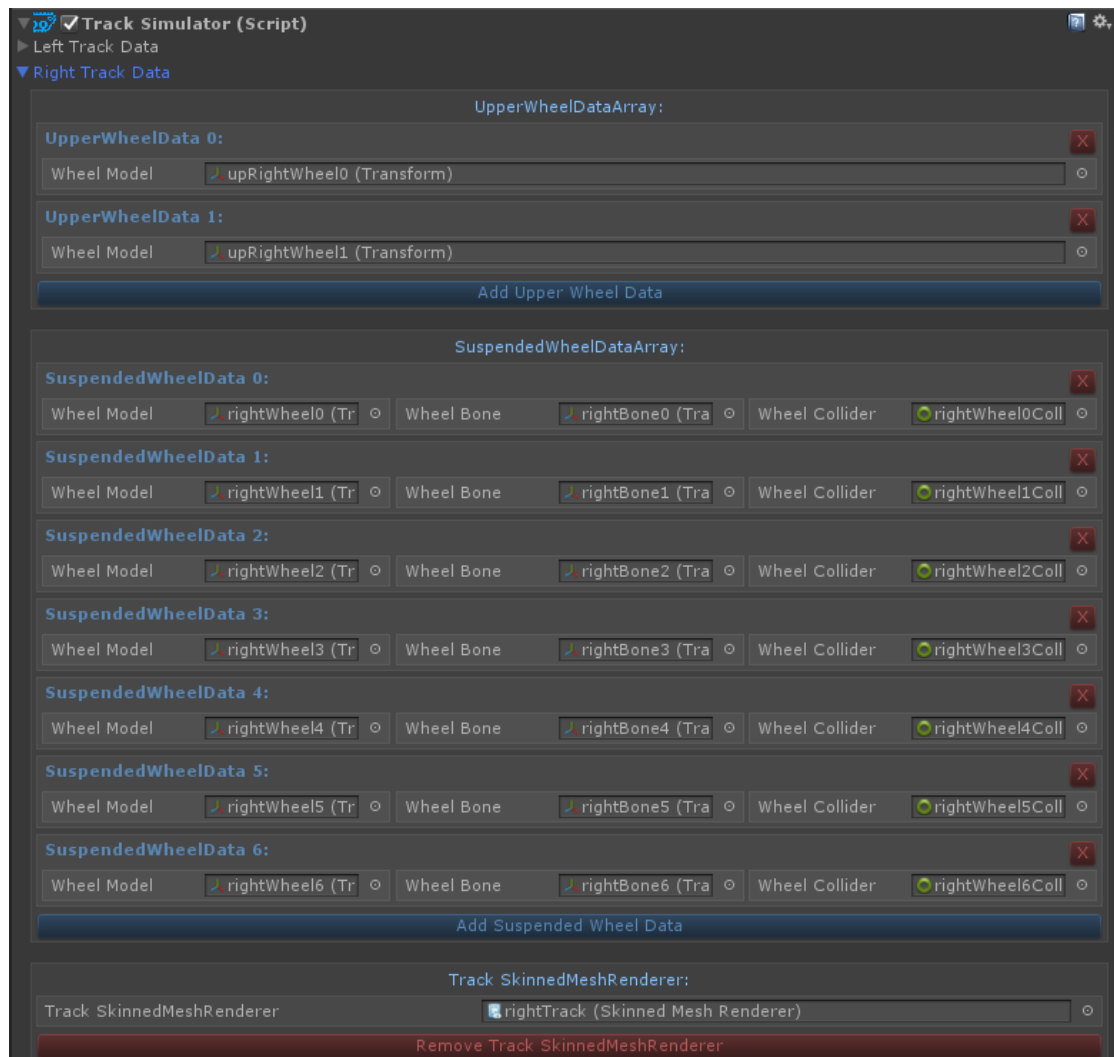 Track Simulator (Script)
Left Track Data
Right Track Data
UpperWheelDataArray:
UpperWheelData 0:
X
Wheel Model upRightWheel0 (Transform)
UpperWheelData 1:
X
Wheel Model upRightWheel1 (Transform)
Add Upper Wheel Data
SuspendedWheelDataArray:
SuspendedWheelData 0:
X
Wheel Model rightWheel0 (Tr Wheel Bone rightBone0 (Tra Wheel Collider rightWheel0Coll
SuspendedWheelData 1:
X
Wheel Model rightWheel1 (Tr Wheel Bone rightBone1 (Tra Wheel Collider rightWheel1Coll
SuspendedWheelData 2:
X
Wheel Model rightWheel2 (Tr Wheel Bone rightBone2 (Tra Wheel Collider rightWheel2Coll
SuspendedWheelData 3:
X
Wheel Model rightWheel3 (Tr Wheel Bone rightBone3 (Tra Wheel Collider rightWheel3Coll
SuspendedWheelData 4:
X
Wheel Model rightWheel4 (Tr Wheel Bone rightBone4 (Tra Wheel Collider rightWheel4Coll
SuspendedWheelData 5:
X
Wheel Model rightWheel5 (Tr Wheel Bone rightBone5 (Tra Wheel Collider rightWheel5Coll
SuspendedWheelData 6:
X
Wheel Model rightWheel6 (Tr Wheel Bone rightBone6 (Tra Wheel Collider rightWheel6Coll
Add Suspended Wheel Data
Track SkinnedMeshRenderer:
Track SkinnedMeshRenderer rightTrack (Skinned Mesh Renderer)
Remove Track SkinnedMeshRenderer